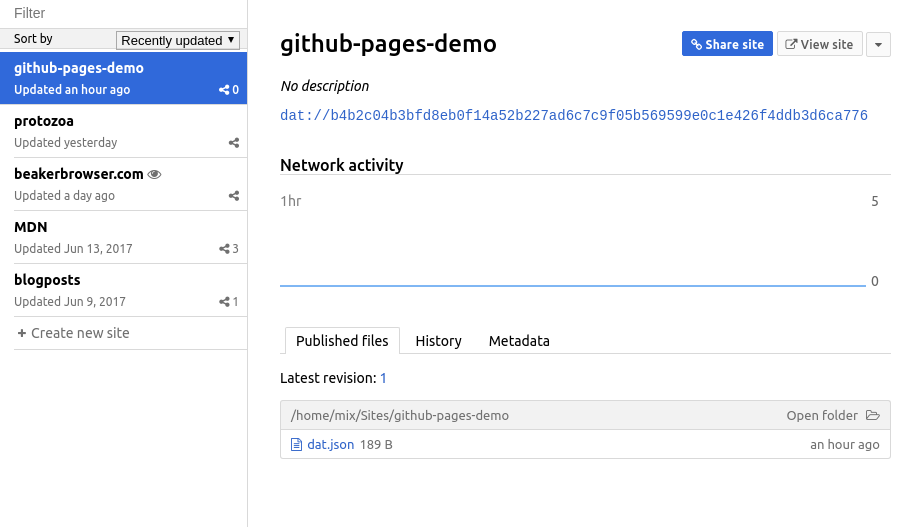 Filter
Sort by Recently updated
github-pages-demo
Updated an hour ago 0
protozoa
Updated yesterday
beakerbrowser.com
Updated a day ago
MDN
Updated Jun 13, 2017 3
blogposts
Updated Jun 9, 2017 1
+ Create new site
github-pages-demo Share site View site
No description
dat://b4b2c04b3bfd8eb0f14a52b227ad6c7c9f05b569599e0c1e426f4ddb3d6ca776
Network activity
1hr 5
0
Published files History Metadata
Latest revision: 1
/home/mix/Sites/github-pages-demo Open folder
dat.json 189 B an hour ago